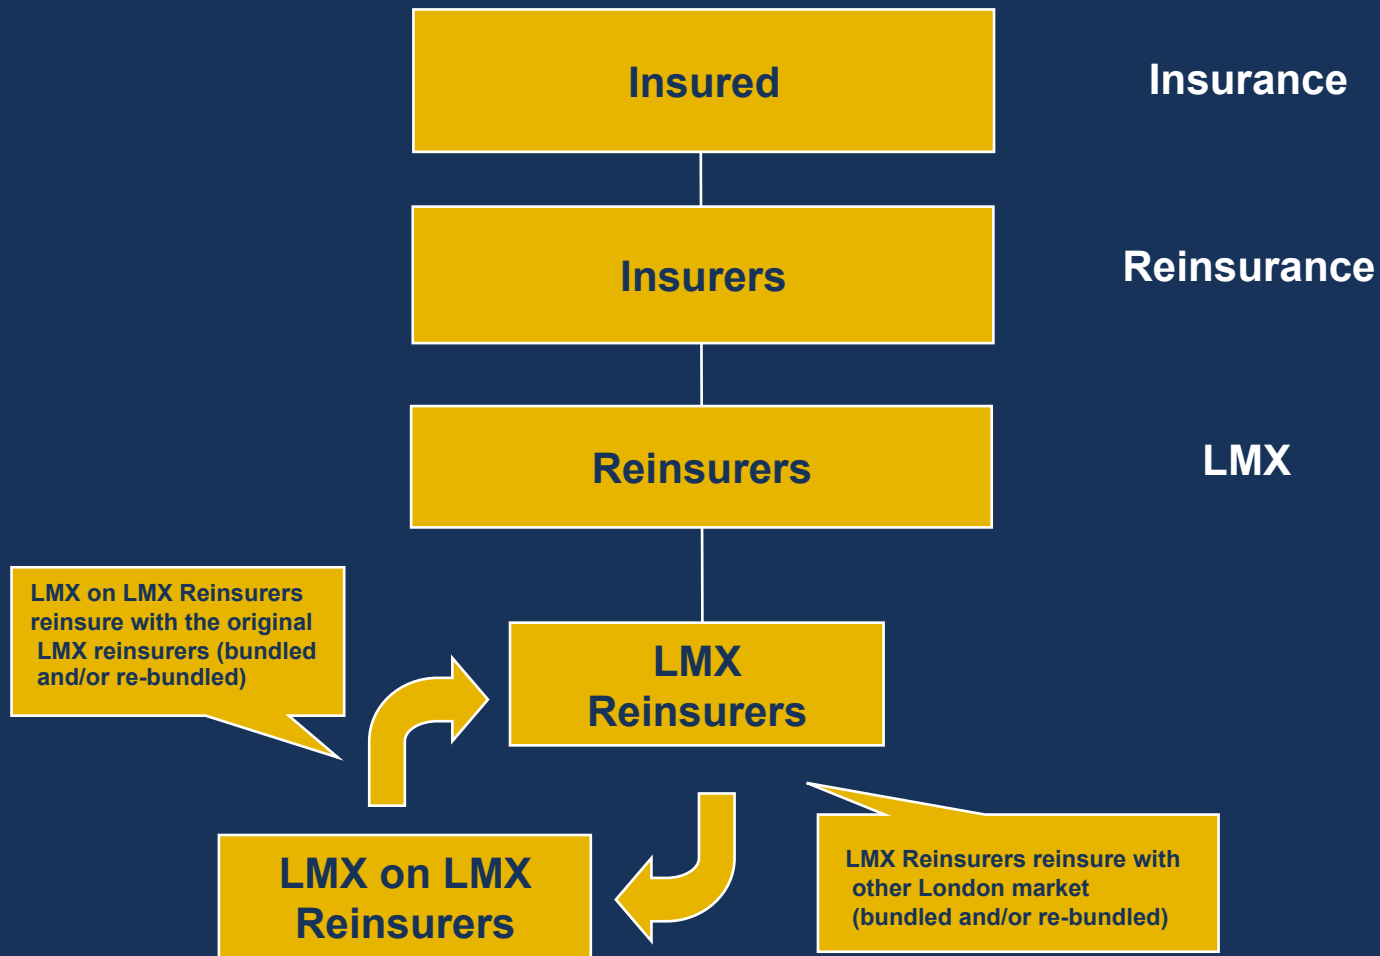 Insured
Insurance
Insurers
Reinsurance
Reinsurers
LMX
LMX on LMX Reinsurers
reinsure with the original
LMX reinsurers (bundled
and/or re-bundled)
LMX
Reinsurers
LMX on LMX
Reinsurers
LMX Reinsurers reinsure with
other London market
(bundled and/or re-bundled)